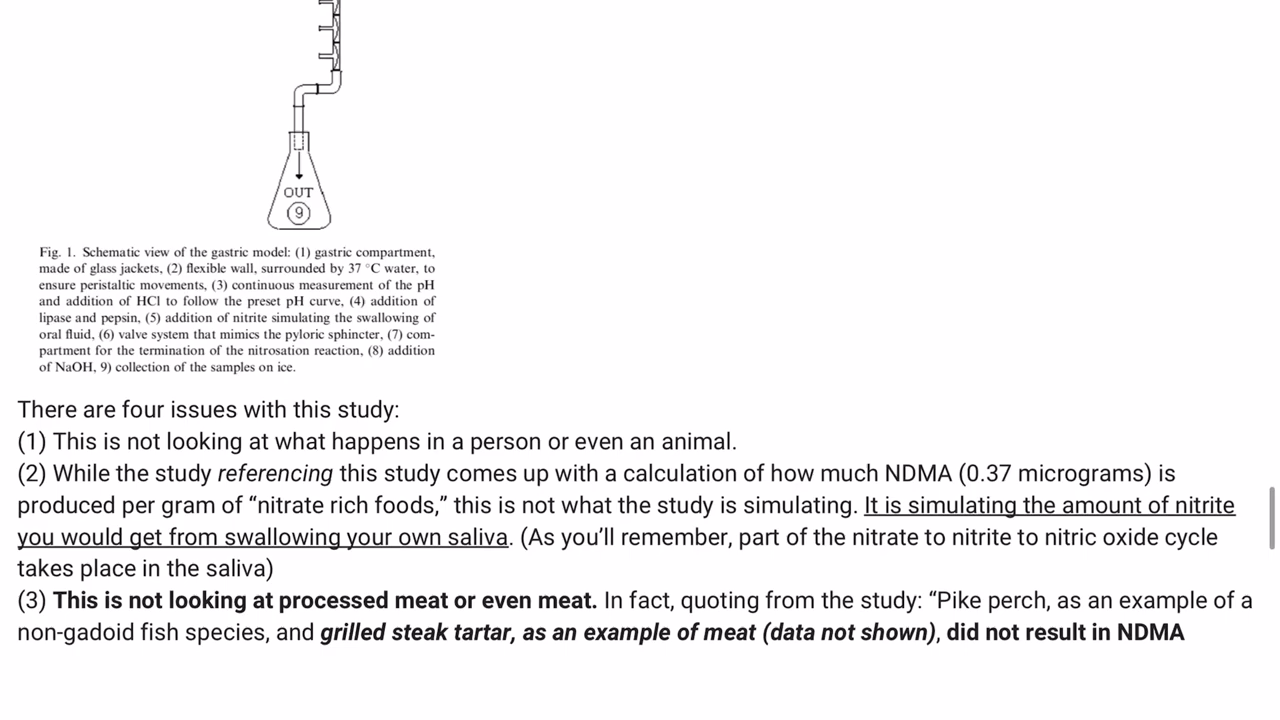 OUT
9
Fig. 1. Schematic view of the gastric model: (1) gastric compartment,
made of glass jackets, (2) flexible wall, surrounded by 37 °C water, to
ensure peristaltic movements, (3) continuous measurement of the pH
and addition of HCl to follow the preset pH curve, (4) addition of
lipase and pepsin, (5) addition of nitrite simulating the swallowing of
oral fluid, (6) valve system that mimics the pyloric sphincter, (7) com-
partment for the termination of the nitrosation reaction, (8) addition
of NaOH, 9) collection of the samples on ice.
There are four issues with this study:
(1) This is not looking at what happens in a person or even an animal.
(2) While the study referencing this study comes up with a calculation of how much NDMA (0.37 micrograms) is
produced per gram of “nitrate rich foods,” this is not what the study is simulating. It is simulating the amount of nitrite
you would get from swallowing your own saliva. (As you’ll remember, part of the nitrate to nitrite to nitric oxide cycle
takes place in the saliva)
(3) This is not looking at processed meat or even meat. In fact, quoting from the study: “Pike perch, as an example of a
non-gadoid fish species, and grilled steak tartar, as an example of meat (data not shown), did not result in NDMA